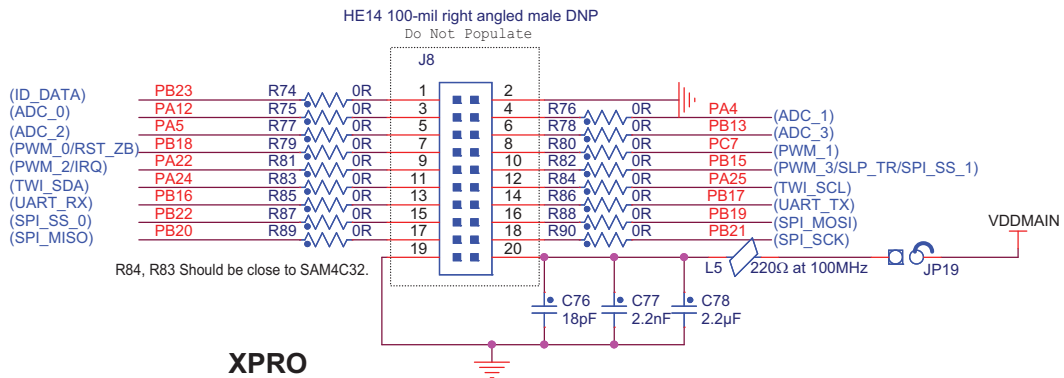 HE14 100-mil right angled male DNP
Do Not Populate
J8
(ID_DATA) PB23 R74 0R 1 2
(ADC_0) PA12 R75 0R 3 4 R76 0R PA4 (ADC_1)
(ADC_2) PA5 R77 0R 5 6 R78 0R PB13 (ADC_3)
(PWM_0/RST_ZB) PB18 R79 0R 7 8 R80 0R PC7 (PWM_1)
(PWM_2/IRQ) PA22 R81 0R 9 10 R82 0R PB15 (PWM_3/SLP_TR/SPI_SS_1)
(TWI_SDA) PA24 R83 0R 11 12 R84 0R PA25 (TWI_SCL)
(UART_RX) PB16 R85 0R 13 14 R86 0R PB17 (UART_TX)
(SPI_SS_0) PB22 R87 0R 15 16 R88 0R PB19 (SPI_MOSI)
(SPI_MISO) PB20 R89 0R 17 18 R90 0R PB21 (SPI_SCK)
19 20
VDDMAIN
R84, R83 Should be close to SAM4C32.
L5 220Ω at 100MHz JP19
C76 C77 C78
18pF 2.2nF 2.2µF
XPRO